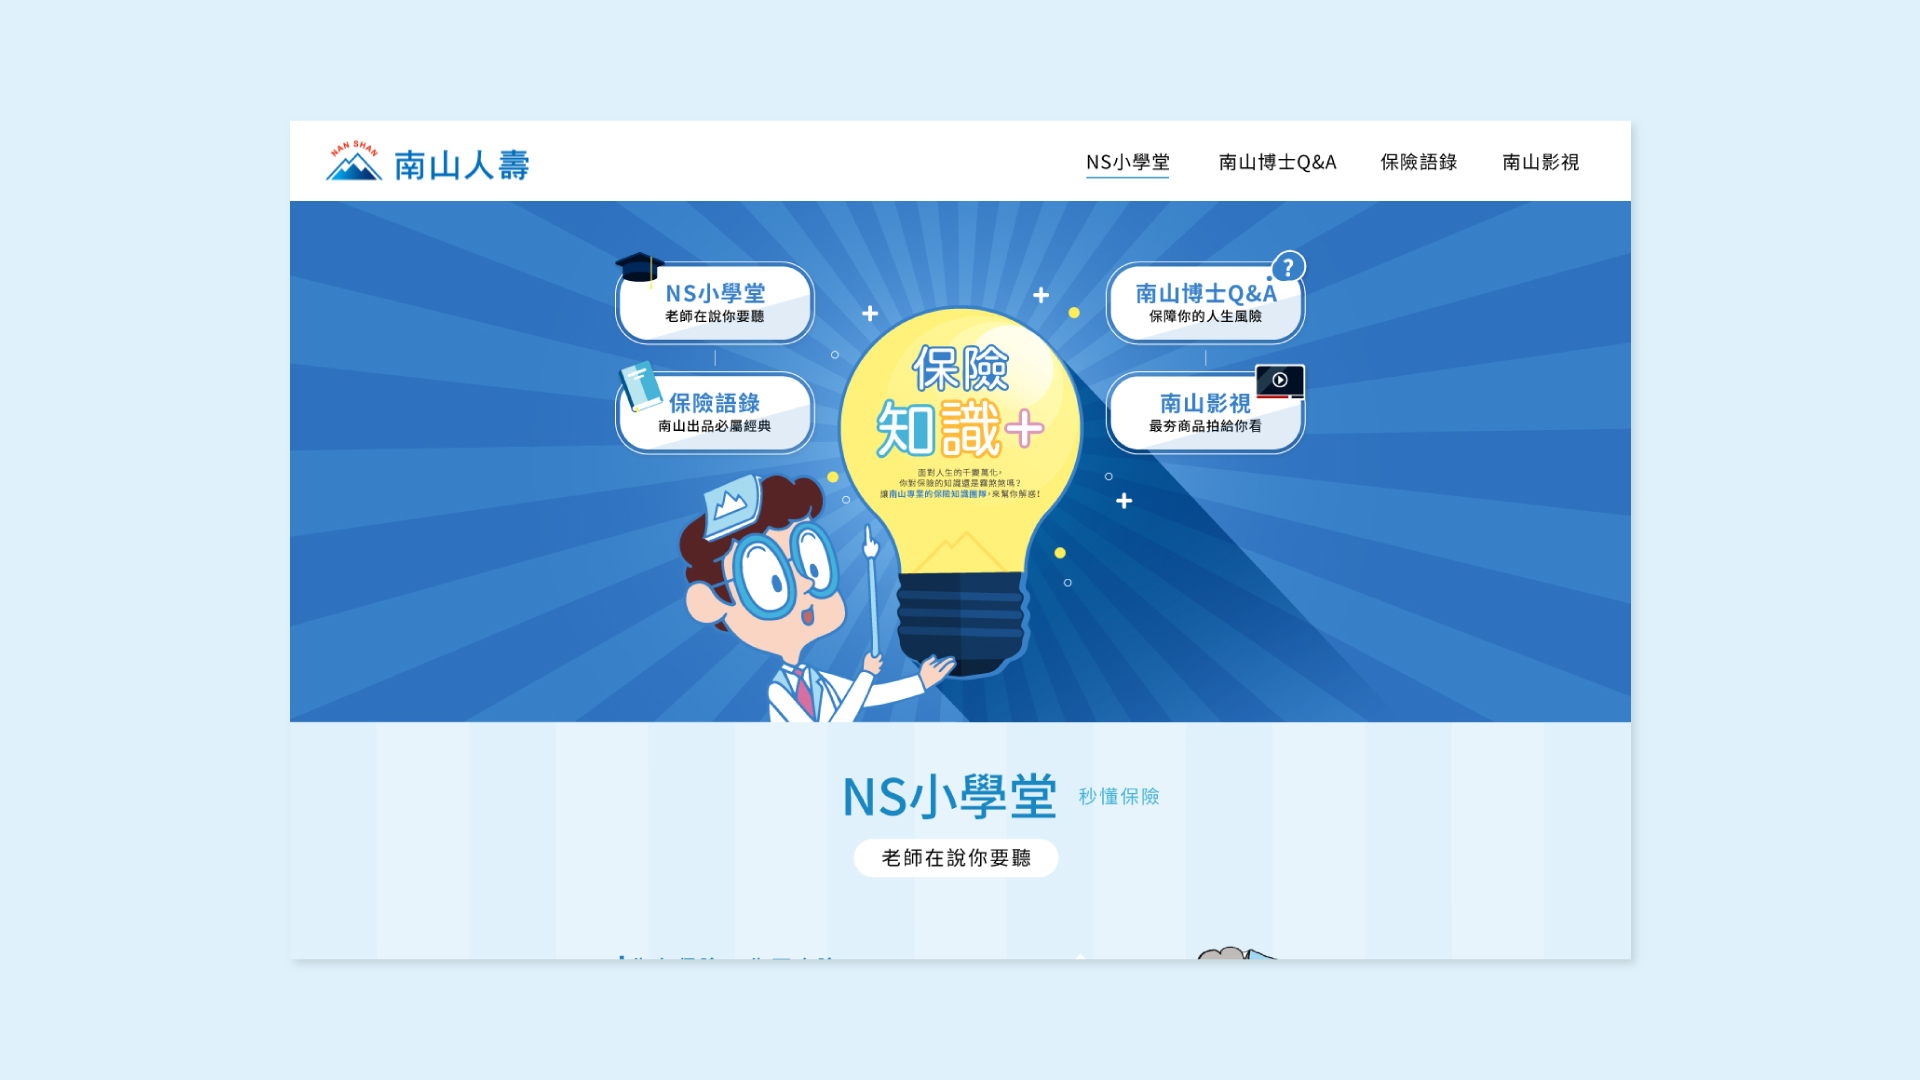 NAN SHAN
南山人壽
NS小學堂
南山博士Q&A
保險語錄
南山影視
NS小學堂
老師在說你要聽
南山博士Q&A
保障你的人生風險
保險語錄
南山出品必屬經典
南山影視
最夯商品拍給你看
保險
知識+
面對人生的千變萬化,
你對保險的知識還是霧煞煞嗎?
讓南山專業的保險知識團隊,來幫你解惑!
NS小學堂
秒懂保險
老師在說你要聽